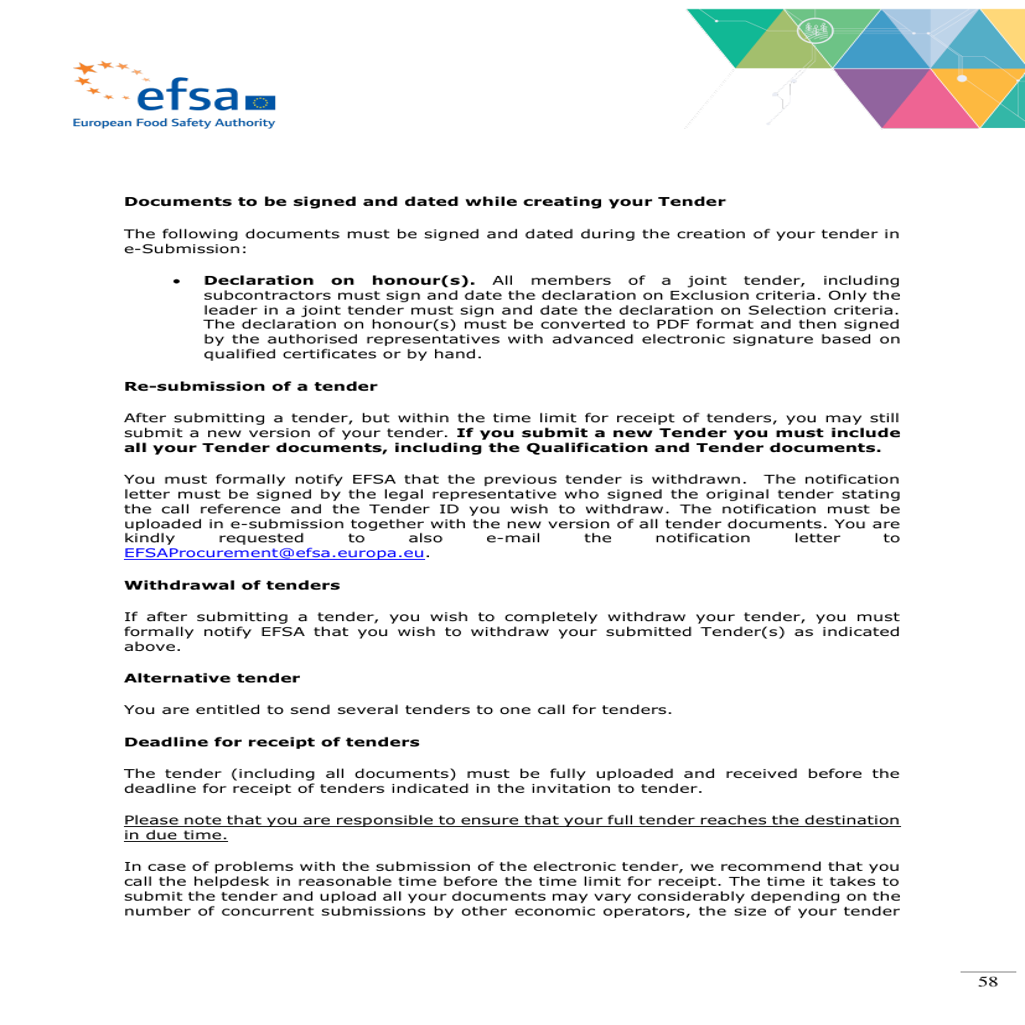 efsa
European Food Safety Authority
Documents to be signed and dated while creating your Tender
The following documents must be signed and dated during the creation of your tender in
e-Submission:
• Declaration on honour(s). All members of a joint tender, including
subcontractors must sign and date the declaration on Exclusion criteria. Only the
leader in a joint tender must sign and date the declaration on Selection criteria.
The declaration on honour(s) must be converted to PDF format and then signed
by the authorised representatives with advanced electronic signature based on
qualified certificates or by hand.
Re-submission of a tender
After submitting a tender, but within the time limit for receipt of tenders, you may still
submit a new version of your tender. If you submit a new Tender you must include
all your Tender documents, including the Qualification and Tender documents.
You must formally notify EFSA that the previous tender is withdrawn. The notification
letter must be signed by the legal representative who signed the original tender stating
the call reference and the Tender ID you wish to withdraw. The notification must be
uploaded in e-submission together with the new version of all tender documents. You are
kindly requested to also e-mail the notification letter to
EFSAProcurement@efsa.europa.eu.
Withdrawal of tenders
If after submitting a tender, you wish to completely withdraw your tender, you must
formally notify EFSA that you wish to withdraw your submitted Tender(s) as indicated
above.
Alternative tender
You are entitled to send several tenders to one call for tenders.
Deadline for receipt of tenders
The tender (including all documents) must be fully uploaded and received before the
deadline for receipt of tenders indicated in the invitation to tender.
Please note that you are responsible to ensure that your full tender reaches the destination
in due time.
In case of problems with the submission of the electronic tender, we recommend that you
call the helpdesk in reasonable time before the time limit for receipt. The time it takes to
submit the tender and upload all your documents may vary considerably depending on the
number of concurrent submissions by other economic operators, the size of your tender
58